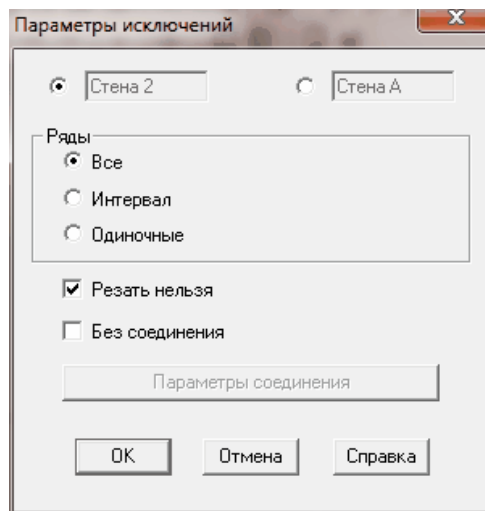 Параметры исключений
Стена 2 Стена А
Ряды
Все
Интервал
Одиночные
Резать нельзя
Без соединения
Параметры соединения
OK Отмена Справка